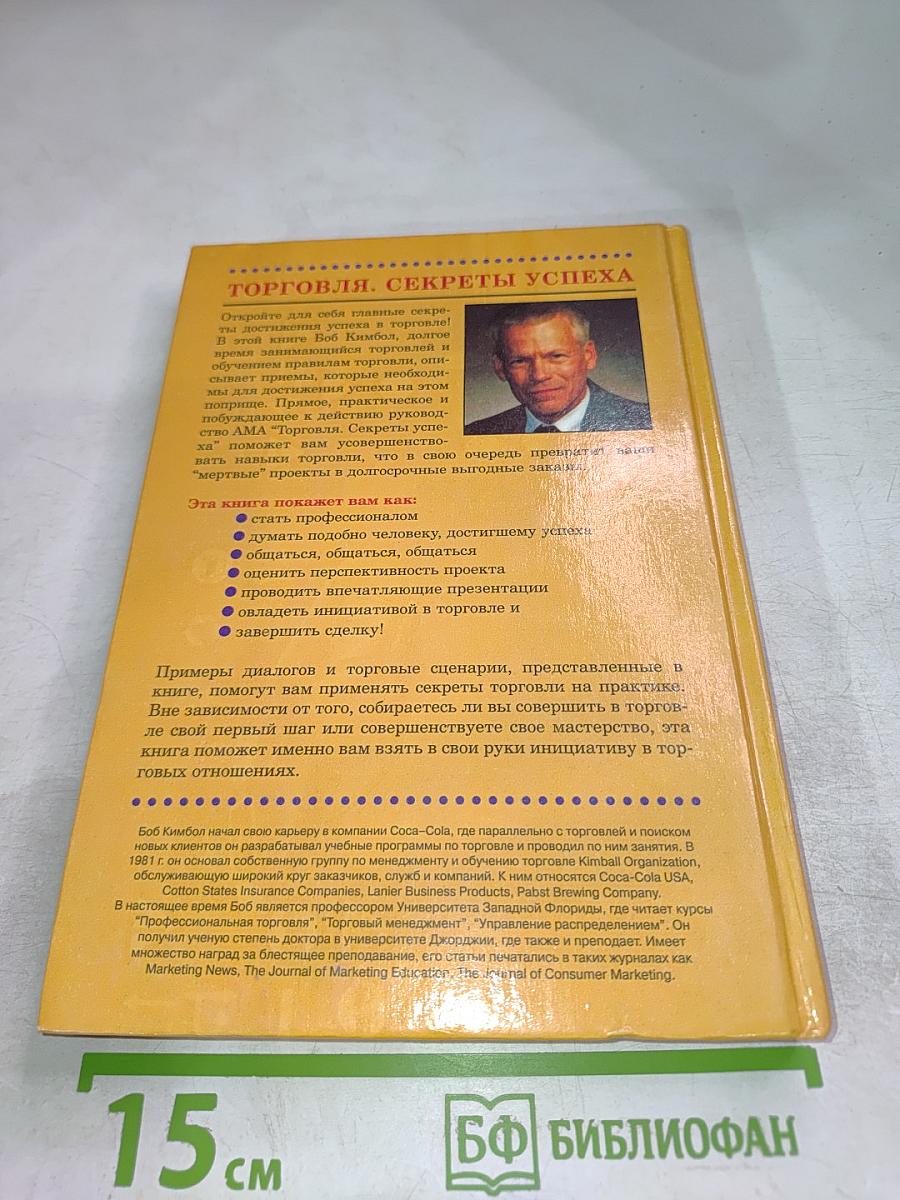 ТОРГОВЛЯ. СЕКРЕТЫ УСПЕХА
Откройте для себя главные секре-
ты достижения успеха в торговле!
В этой книге Боб Кимбол, долгое
время занимающийся торговлей и
обучением правилам торговли, опи-
сывает приемы, которые необходи-
мы для достижения успеха на этом
поприще. Прямое, практическое и
побуждающее к действию руковод-
ство АМА "Торговля. Секреты успе-
ха" поможет вам усовершенство-
вать навыки торговли, что в свою очередь превратит ваши
"мертвые" проекты в долгосрочные выгодные заказы.
Эта книга покажет вам как:
● стать профессионалом
● думать подобно человеку, достигшему успеха
● общаться, общаться, общаться
● оценить перспективность проекта
● проводить впечатляющие презентации
● овладеть инициативой в торговле и
● завершить сделку!
Примеры диалогов и торговые сценарии, представленные в
книге, помогут вам применять секреты торговли на практике.
Вне зависимости от того, собираетесь ли вы совершить в торгов-
ле свой первый шаг или совершенствуете свое мастерство, эта
книга поможет именно вам взять в свои руки инициативу в тор-
говых отношениях.
Боб Кимбол начал свою карьеру в компании Coca-Cola, где параллельно с торговлей и поиском
новых клиентов он разрабатывал учебные программы по торговле и проводил по ним занятия. В
1981 г. он основал собственную группу по менеджменту и обучению торговле Kimball Organization,
обслуживающую широкий круг заказчиков, служб и компаний. К ним относятся Coca-Cola USA,
Cotton States Insurance Companies, Lanier Business Products, Pabst Brewing Company.
В настоящее время Боб является профессором Университета Западной Флориды, где читает курсы
"Профессиональная торговля", "Торговый менеджмент", "Управление распределением". Он
получил ученую степень доктора в университете Джорджии, где также и преподает. Имеет
множество наград за блестящее преподавание, его статьи печатались в таких журналах как
Marketing News, The Journal of Marketing Education, The Journal of Consumer Marketing.
15 см
БФ БИБЛИОФАН